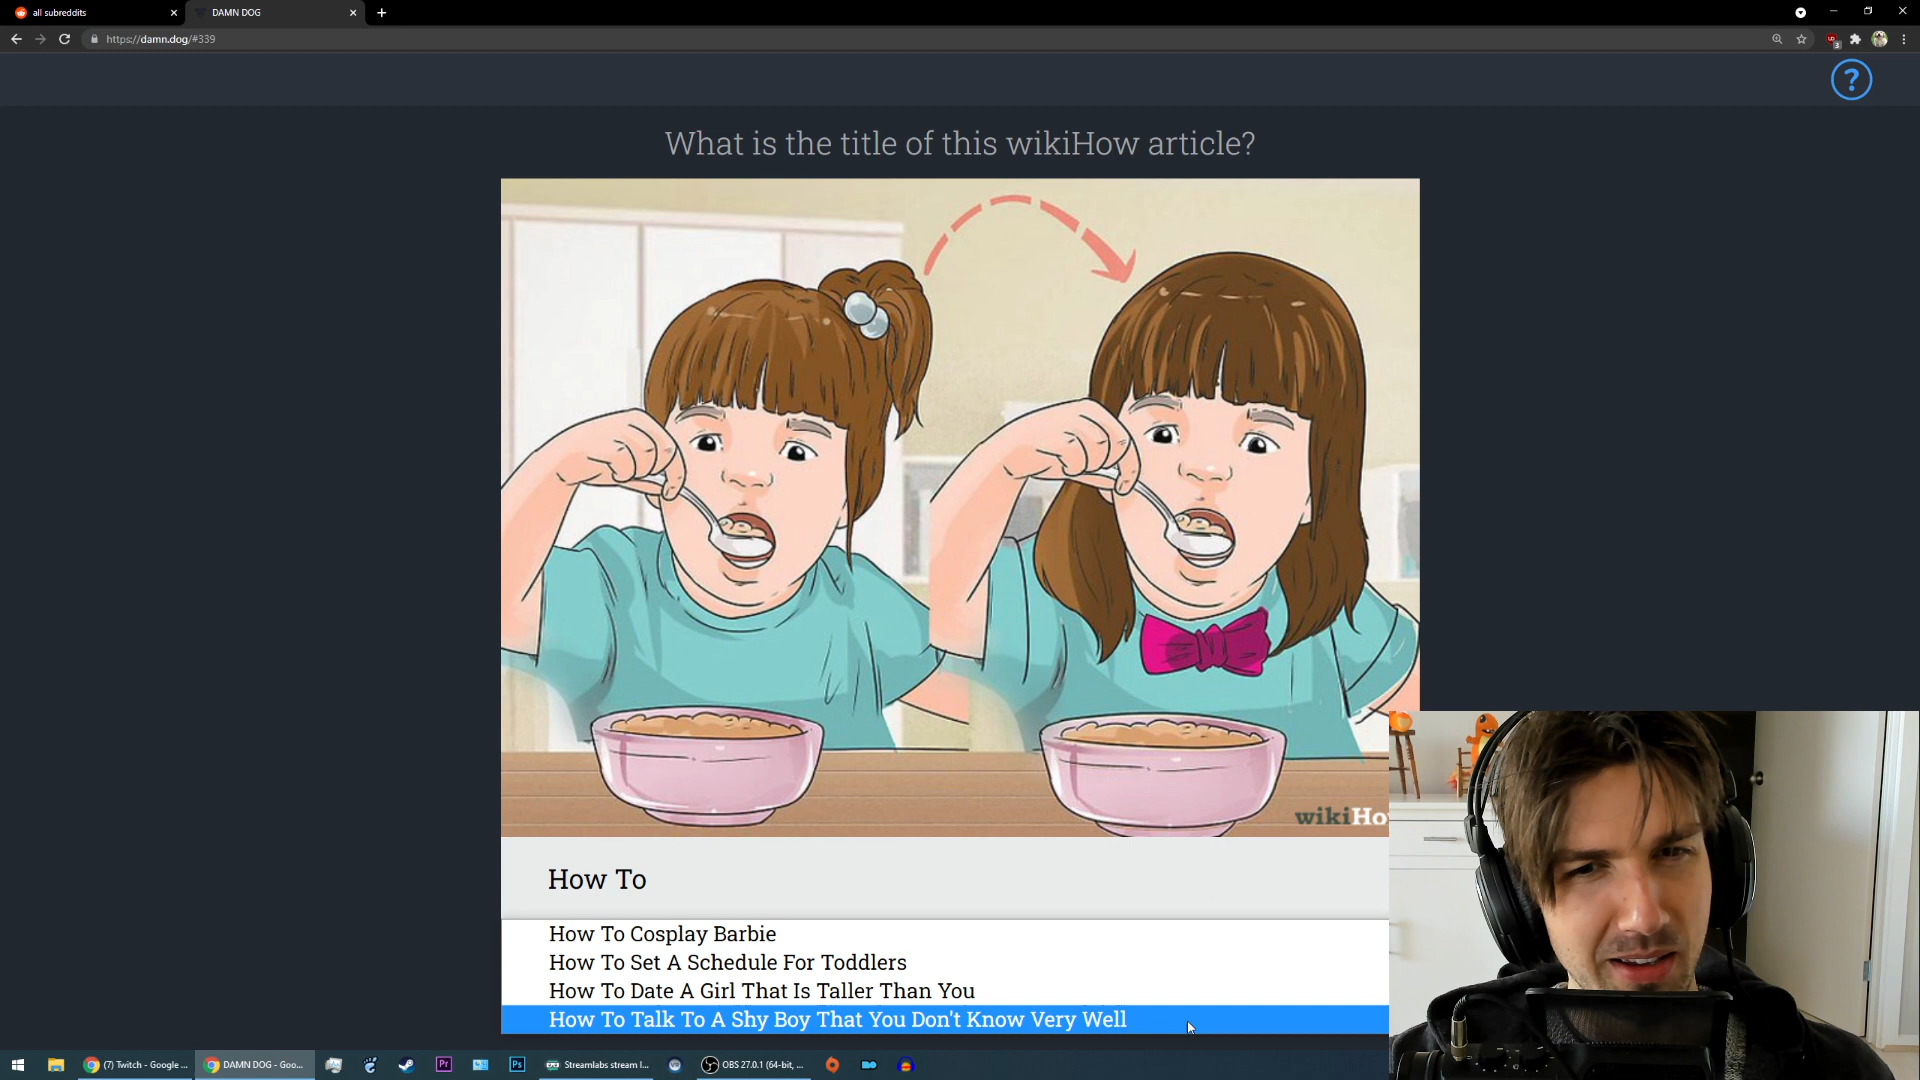 all subreddits
DAMN DOG
https://damn.dog/#339
What is the title of this wikiHow article?
wikiHo
How To
How To Cosplay Barbie
How To Set A Schedule For Toddlers
How To Date A Girl That Is Taller Than You
How To Talk To A Shy Boy That You Don't Know Very Well
(7) Twitch - Google ...
DAMN DOG - Goo...
Streamlabs stream l...
OBS 27.0.1 (64-bit, ...